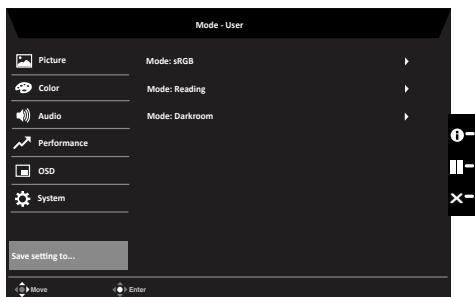 Mode - User
Picture
Mode: sRGB
Color
Mode: Reading
Audio
Mode: Darkroom
Performance
OSD
System
Save setting to...
Move
Enter